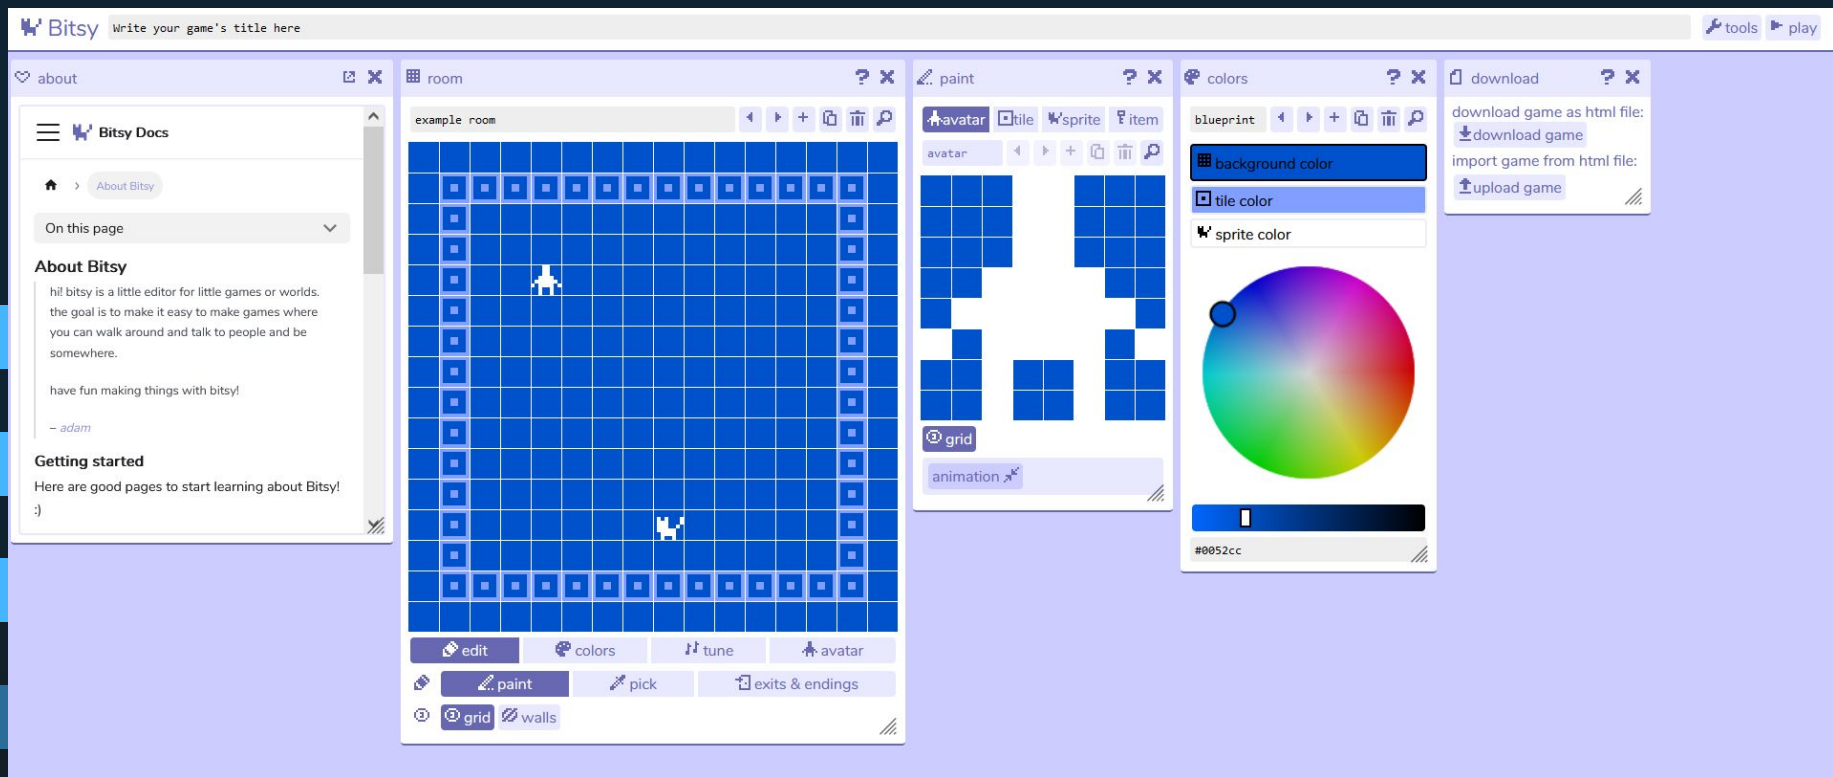 Bitsy
Write your game's title here
tools
play
about
Bitsy Docs
About Bitsy
On this page
About Bitsy
hi! bitsy is a little editor for little games or worlds.
the goal is to make it easy to make games where
you can walk around and talk to people and be
somewhere.
have fun making things with bitsy!
– adam
Getting started
Here are good pages to start learning about Bitsy!
:)
room
example room
edit
colors
tune
avatar
paint
pick
exits & endings
grid
walls
paint
avatar
tile
sprite
item
avatar
grid
animation
colors
blueprint
background color
tile color
sprite color
#0052cc
download
download game as html file:
download game
import game from html file:
upload game